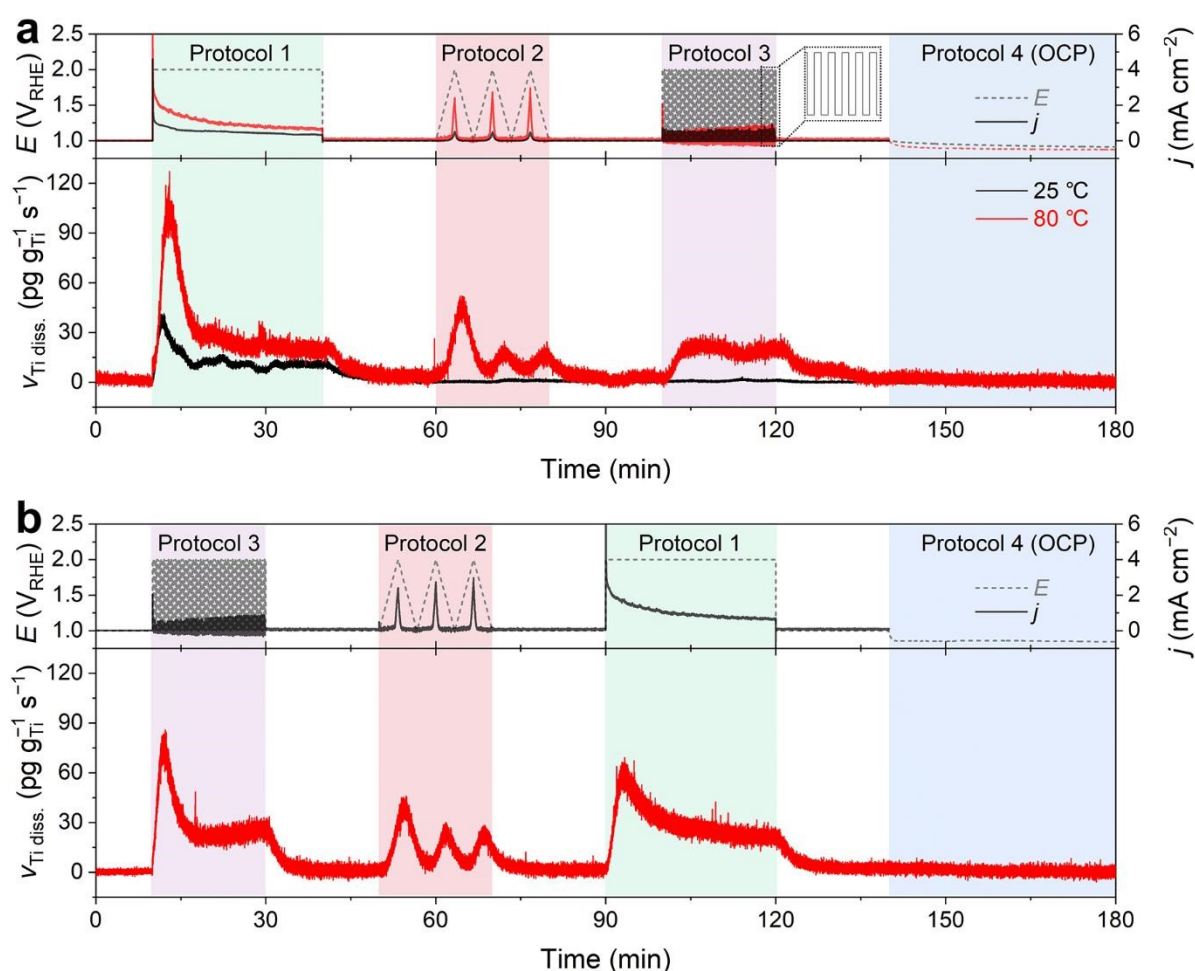 a
Protocol 1
Protocol 2
Protocol 3
Protocol 4 (OCP)
E
j
E (V_RHE)
2.5
2.0
1.5
1.0
j (mA cm⁻²)
6
4
2
0
25 °C
80 °C
v_Ti diss. (pg g_Ti⁻¹ s⁻¹)
120
90
60
30
0
0 30 60 90 120 150 180
Time (min)
b
Protocol 3
Protocol 2
Protocol 1
Protocol 4 (OCP)
E
j
E (V_RHE)
2.5
2.0
1.5
1.0
j (mA cm⁻²)
6
4
2
0
v_Ti diss. (pg g_Ti⁻¹ s⁻¹)
120
90
60
30
0
0 30 60 90 120 150 180
Time (min)